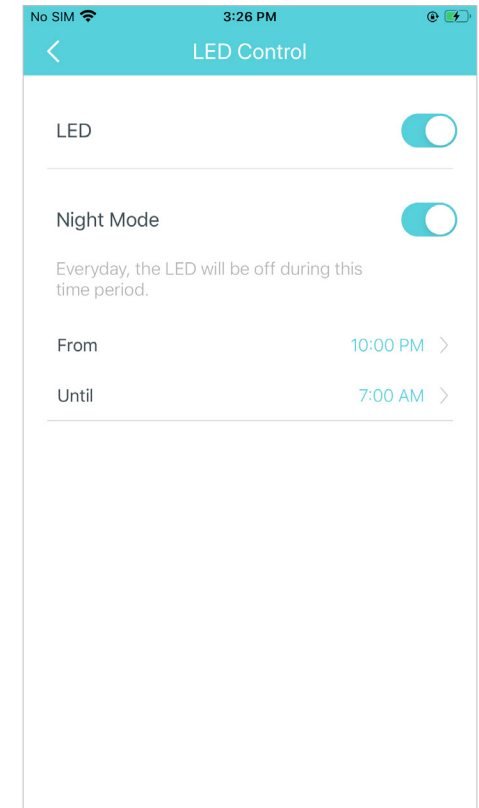 No SIM 3:26 PM
LED Control
LED
Night Mode
Everyday, the LED will be off during this
time period.
From 10:00 PM
Until 7:00 AM